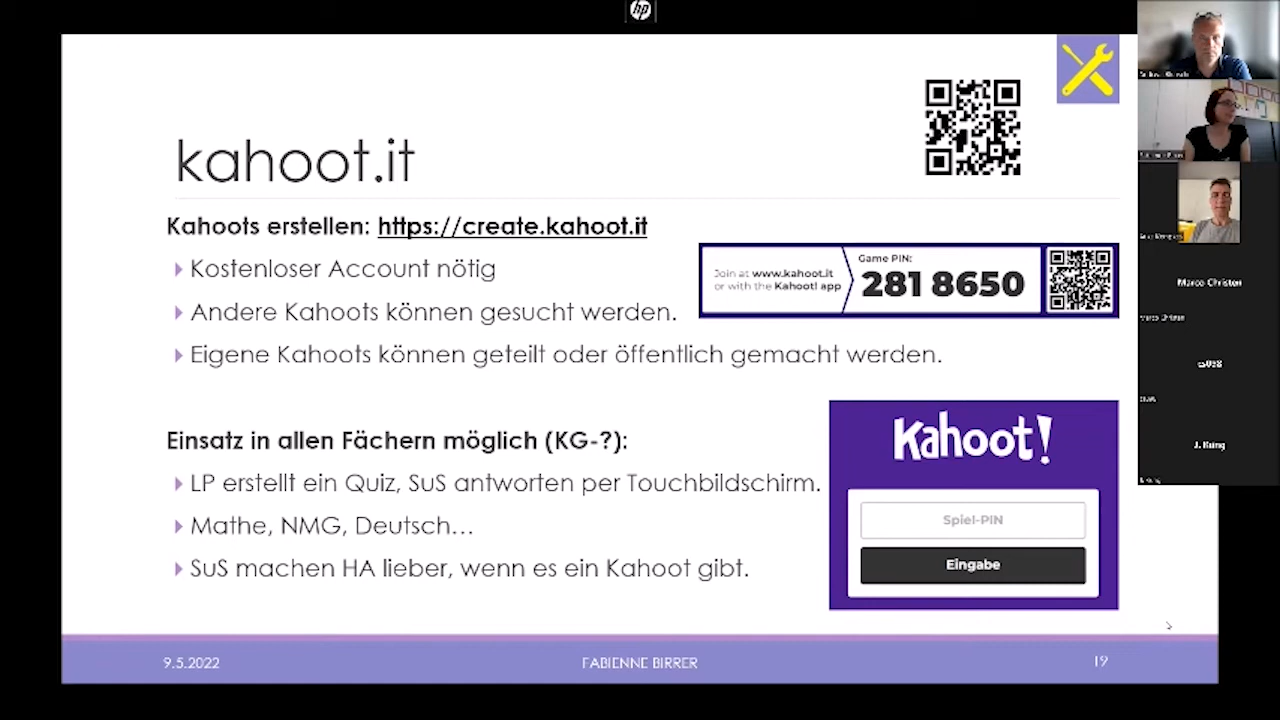 hp
kahoot.it
Kahoots erstellen: https://create.kahoot.it
Kostenloser Account nötig
Andere Kahoots können gesucht werden.
Eigene Kahoots können geteilt oder öffentlich gemacht werden.
Join at www.kahoot.it
or with the Kahoot! app
Game PIN:
281 8650
Einsatz in allen Fächern möglich (KG-?):
LP erstellt ein Quiz, SuS antworten per Touchbildschirm.
Mathe, NMG, Deutsch…
SuS machen HA lieber, wenn es ein Kahoot gibt.
Kahoot!
Spiel-PIN
Eingabe
9.5.2022
FABIENNE BIRRER
19
Marco Christen
Marco Christen
J. Küng